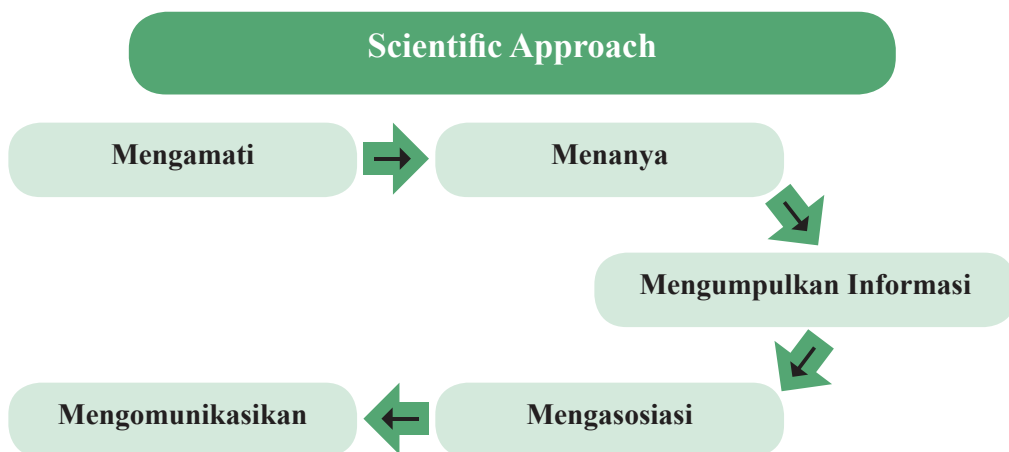 Scientific Approach
Mengamati
Menanya
Mengumpulkan Informasi
Mengasosiasi
Mengomunikasikan